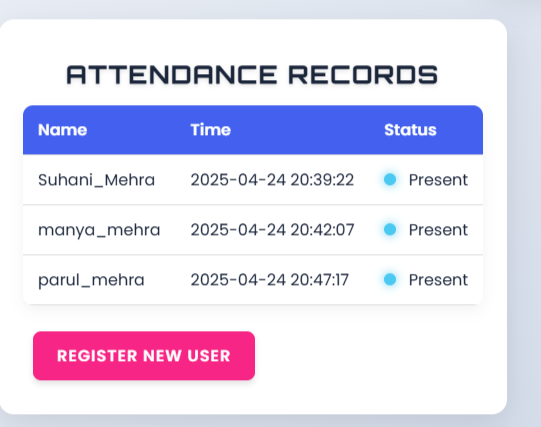 ATTENDANCE RECORDS
Name Time Status
Suhani_Mehra 2025-04-24 20:39:22 Present
manya_mehra 2025-04-24 20:42:07 Present
parul_mehra 2025-04-24 20:47:17 Present
REGISTER NEW USER